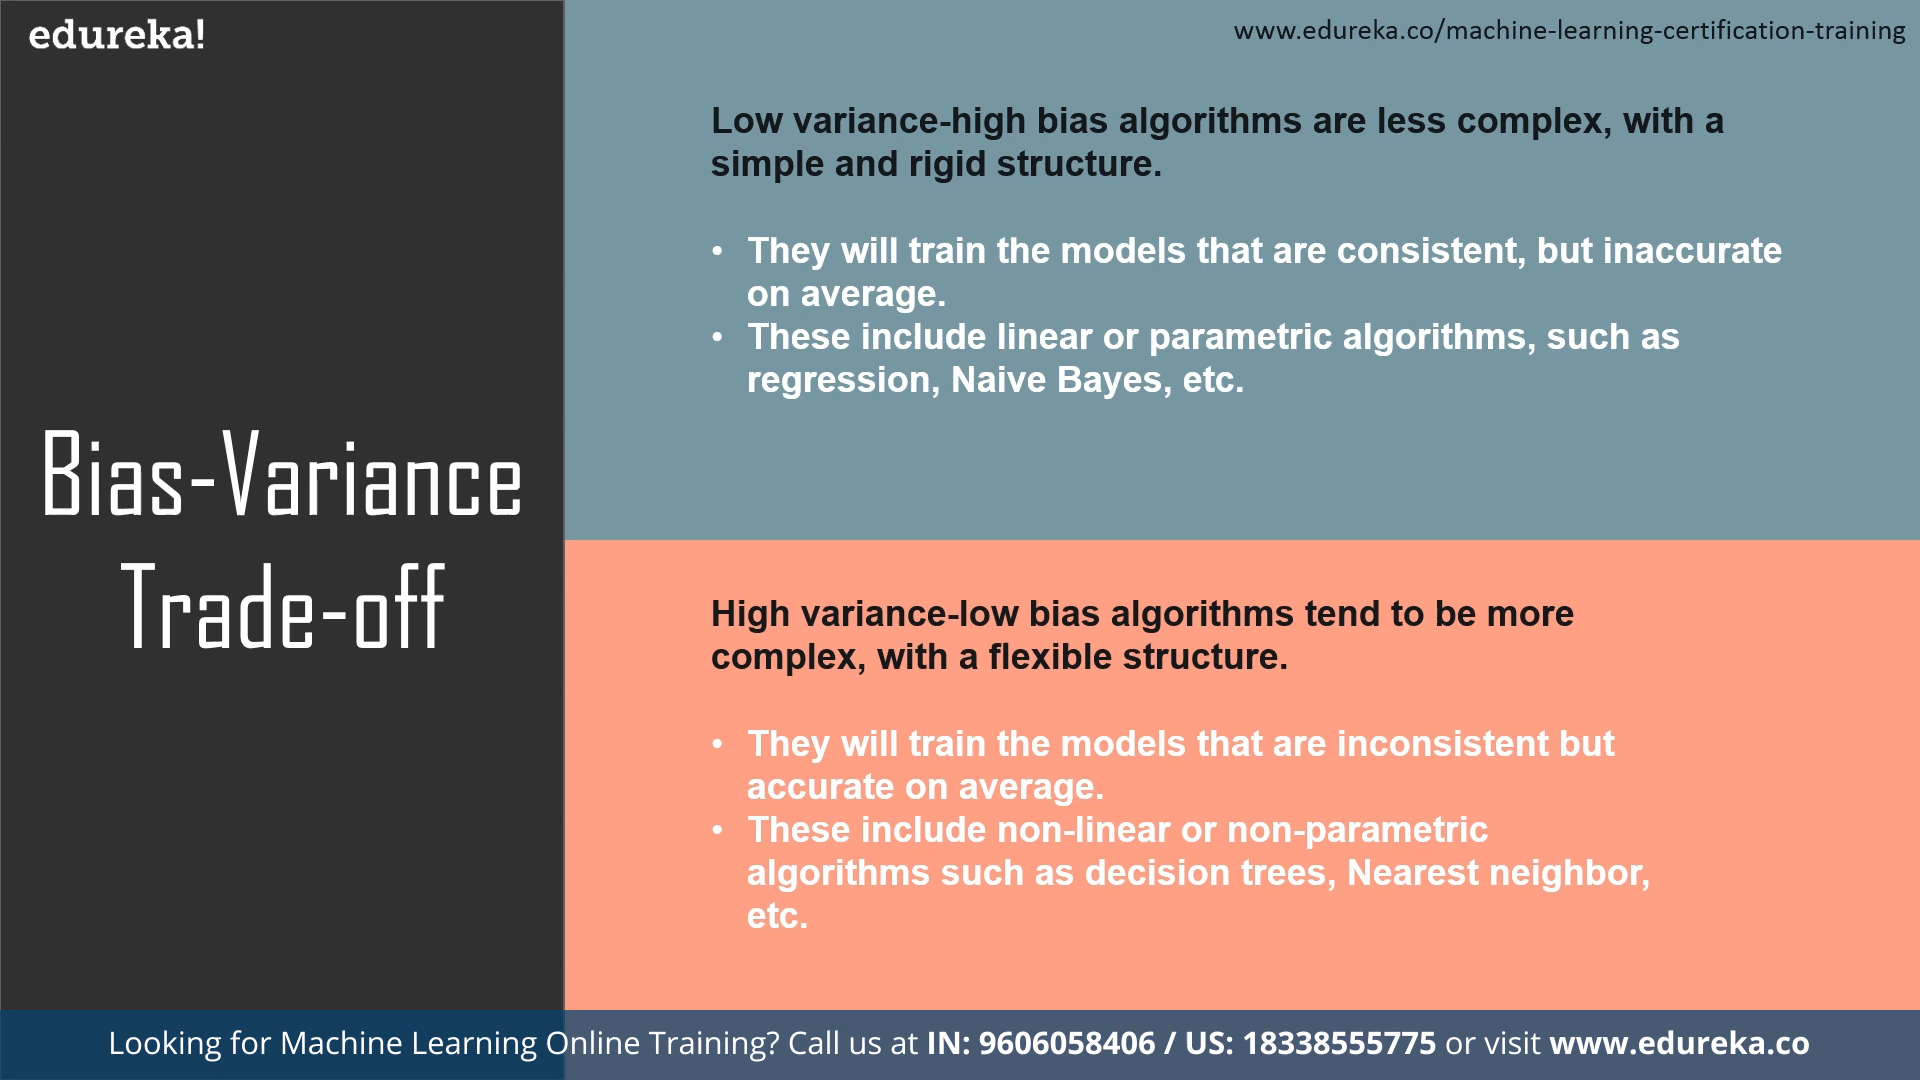 edureka!
www.edureka.co/machine-learning-certification-training
Bias-Variance
Trade-off
Low variance-high bias algorithms are less complex, with a
simple and rigid structure.
• They will train the models that are consistent, but inaccurate
on average.
• These include linear or parametric algorithms, such as
regression, Naive Bayes, etc.
High variance-low bias algorithms tend to be more
complex, with a flexible structure.
• They will train the models that are inconsistent but
accurate on average.
• These include non-linear or non-parametric
algorithms such as decision trees, Nearest neighbor,
etc.
Looking for Machine Learning Online Training? Call us at IN: 9606058406 / US: 18338555775 or visit www.edureka.co